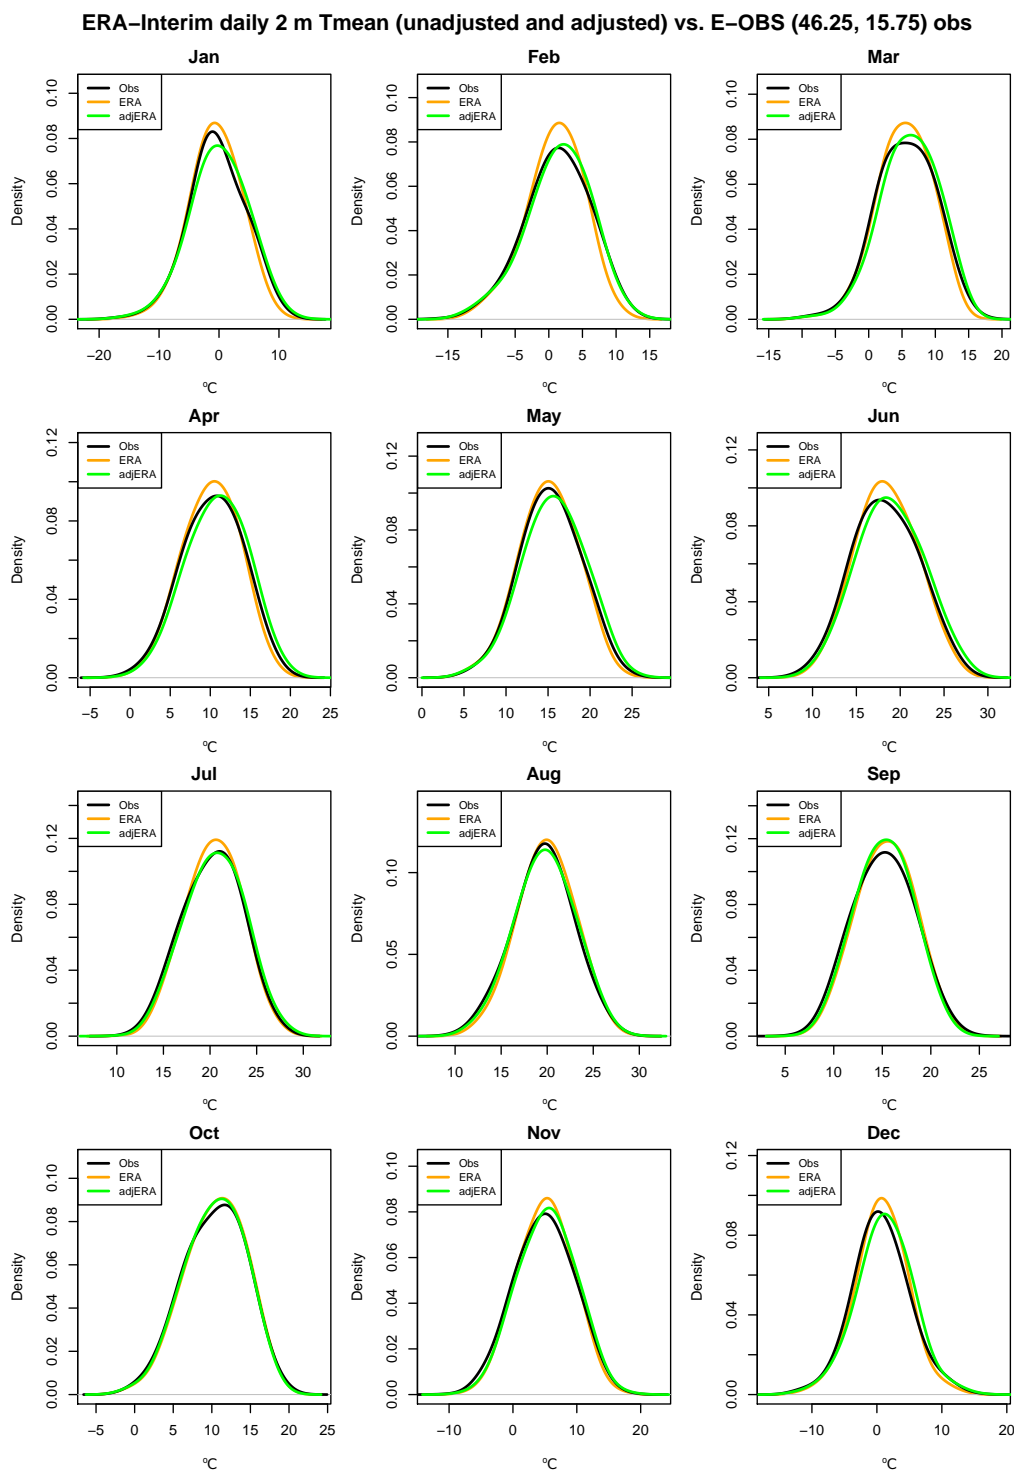 ERA−Interim daily 2 m Tmean (unadjusted and adjusted) vs. E−OBS (46.25, 15.75) obs
Jan
Obs
ERA
adjERA
Density
0.00 0.02 0.04 0.06 0.08 0.10
−20 −10 0 10
°C
Feb
Obs
ERA
adjERA
Density
0.00 0.02 0.04 0.06 0.08 0.10
−15 −5 0 5 10 15
°C
Mar
Obs
ERA
adjERA
Density
0.00 0.02 0.04 0.06 0.08 0.10
−15 −5 0 5 10 15 20
°C
Apr
Obs
ERA
adjERA
Density
0.00 0.04 0.08 0.12
−5 0 5 10 15 20 25
°C
May
Obs
ERA
adjERA
Density
0.00 0.04 0.08 0.12
0 5 10 15 20 25
°C
Jun
Obs
ERA
adjERA
Density
0.00 0.04 0.08 0.12
5 10 15 20 25 30
°C
Jul
Obs
ERA
adjERA
Density
0.00 0.04 0.08 0.12
10 15 20 25 30
°C
Aug
Obs
ERA
adjERA
Density
0.00 0.05 0.10
10 15 20 25 30
°C
Sep
Obs
ERA
adjERA
Density
0.00 0.04 0.08 0.12
5 10 15 20 25
°C
Oct
Obs
ERA
adjERA
Density
0.00 0.02 0.04 0.06 0.08 0.10
−5 0 5 10 15 20 25
°C
Nov
Obs
ERA
adjERA
Density
0.00 0.02 0.04 0.06 0.08 0.10
−10 0 10 20
°C
Dec
Obs
ERA
adjERA
Density
0.00 0.04 0.08 0.12
−10 0 10 20
°C